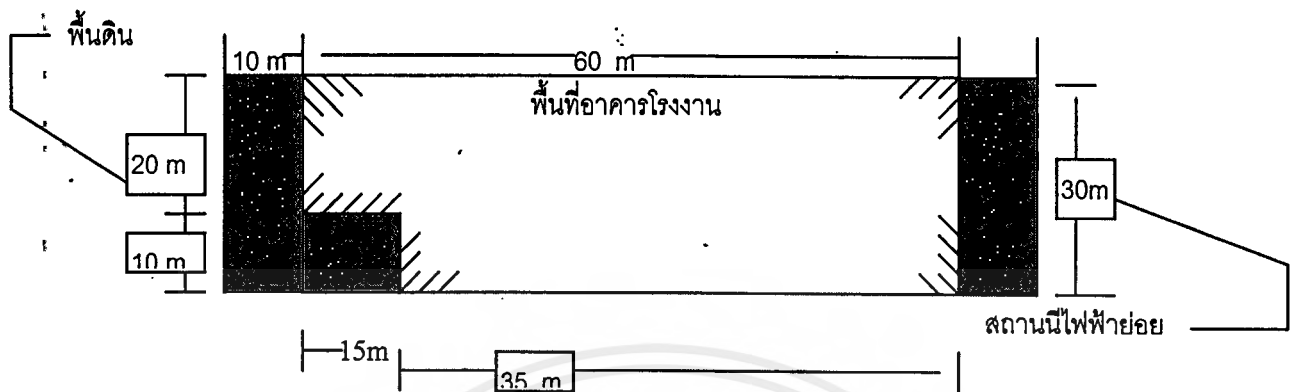 พื้นดิน
10 m
60 m
พื้นที่อาคารโรงงาน
20 m
30m
10 m
สถานนีไฟฟ้าย่อย
15m
35 m